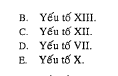 B. Yếu tố XIII.
C. Yếu tố XII.
D. Yếu tố VII.
E. Yếu tố X.